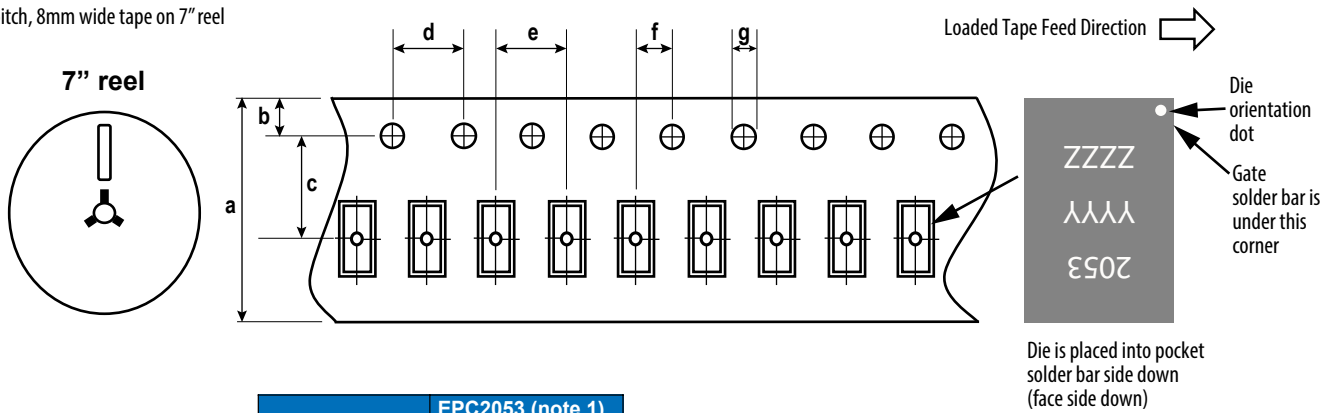 itch, 8mm wide tape on 7” reel
7” reel
Loaded Tape Feed Direction
a
b
c
d
e
f
g
Die
orientation
dot
Gate
solder bar is
under this
corner
2053
YYYY
ZZZZ
Die is placed into pocket
solder bar side down
(face side down)
EPC2053 (note 1)